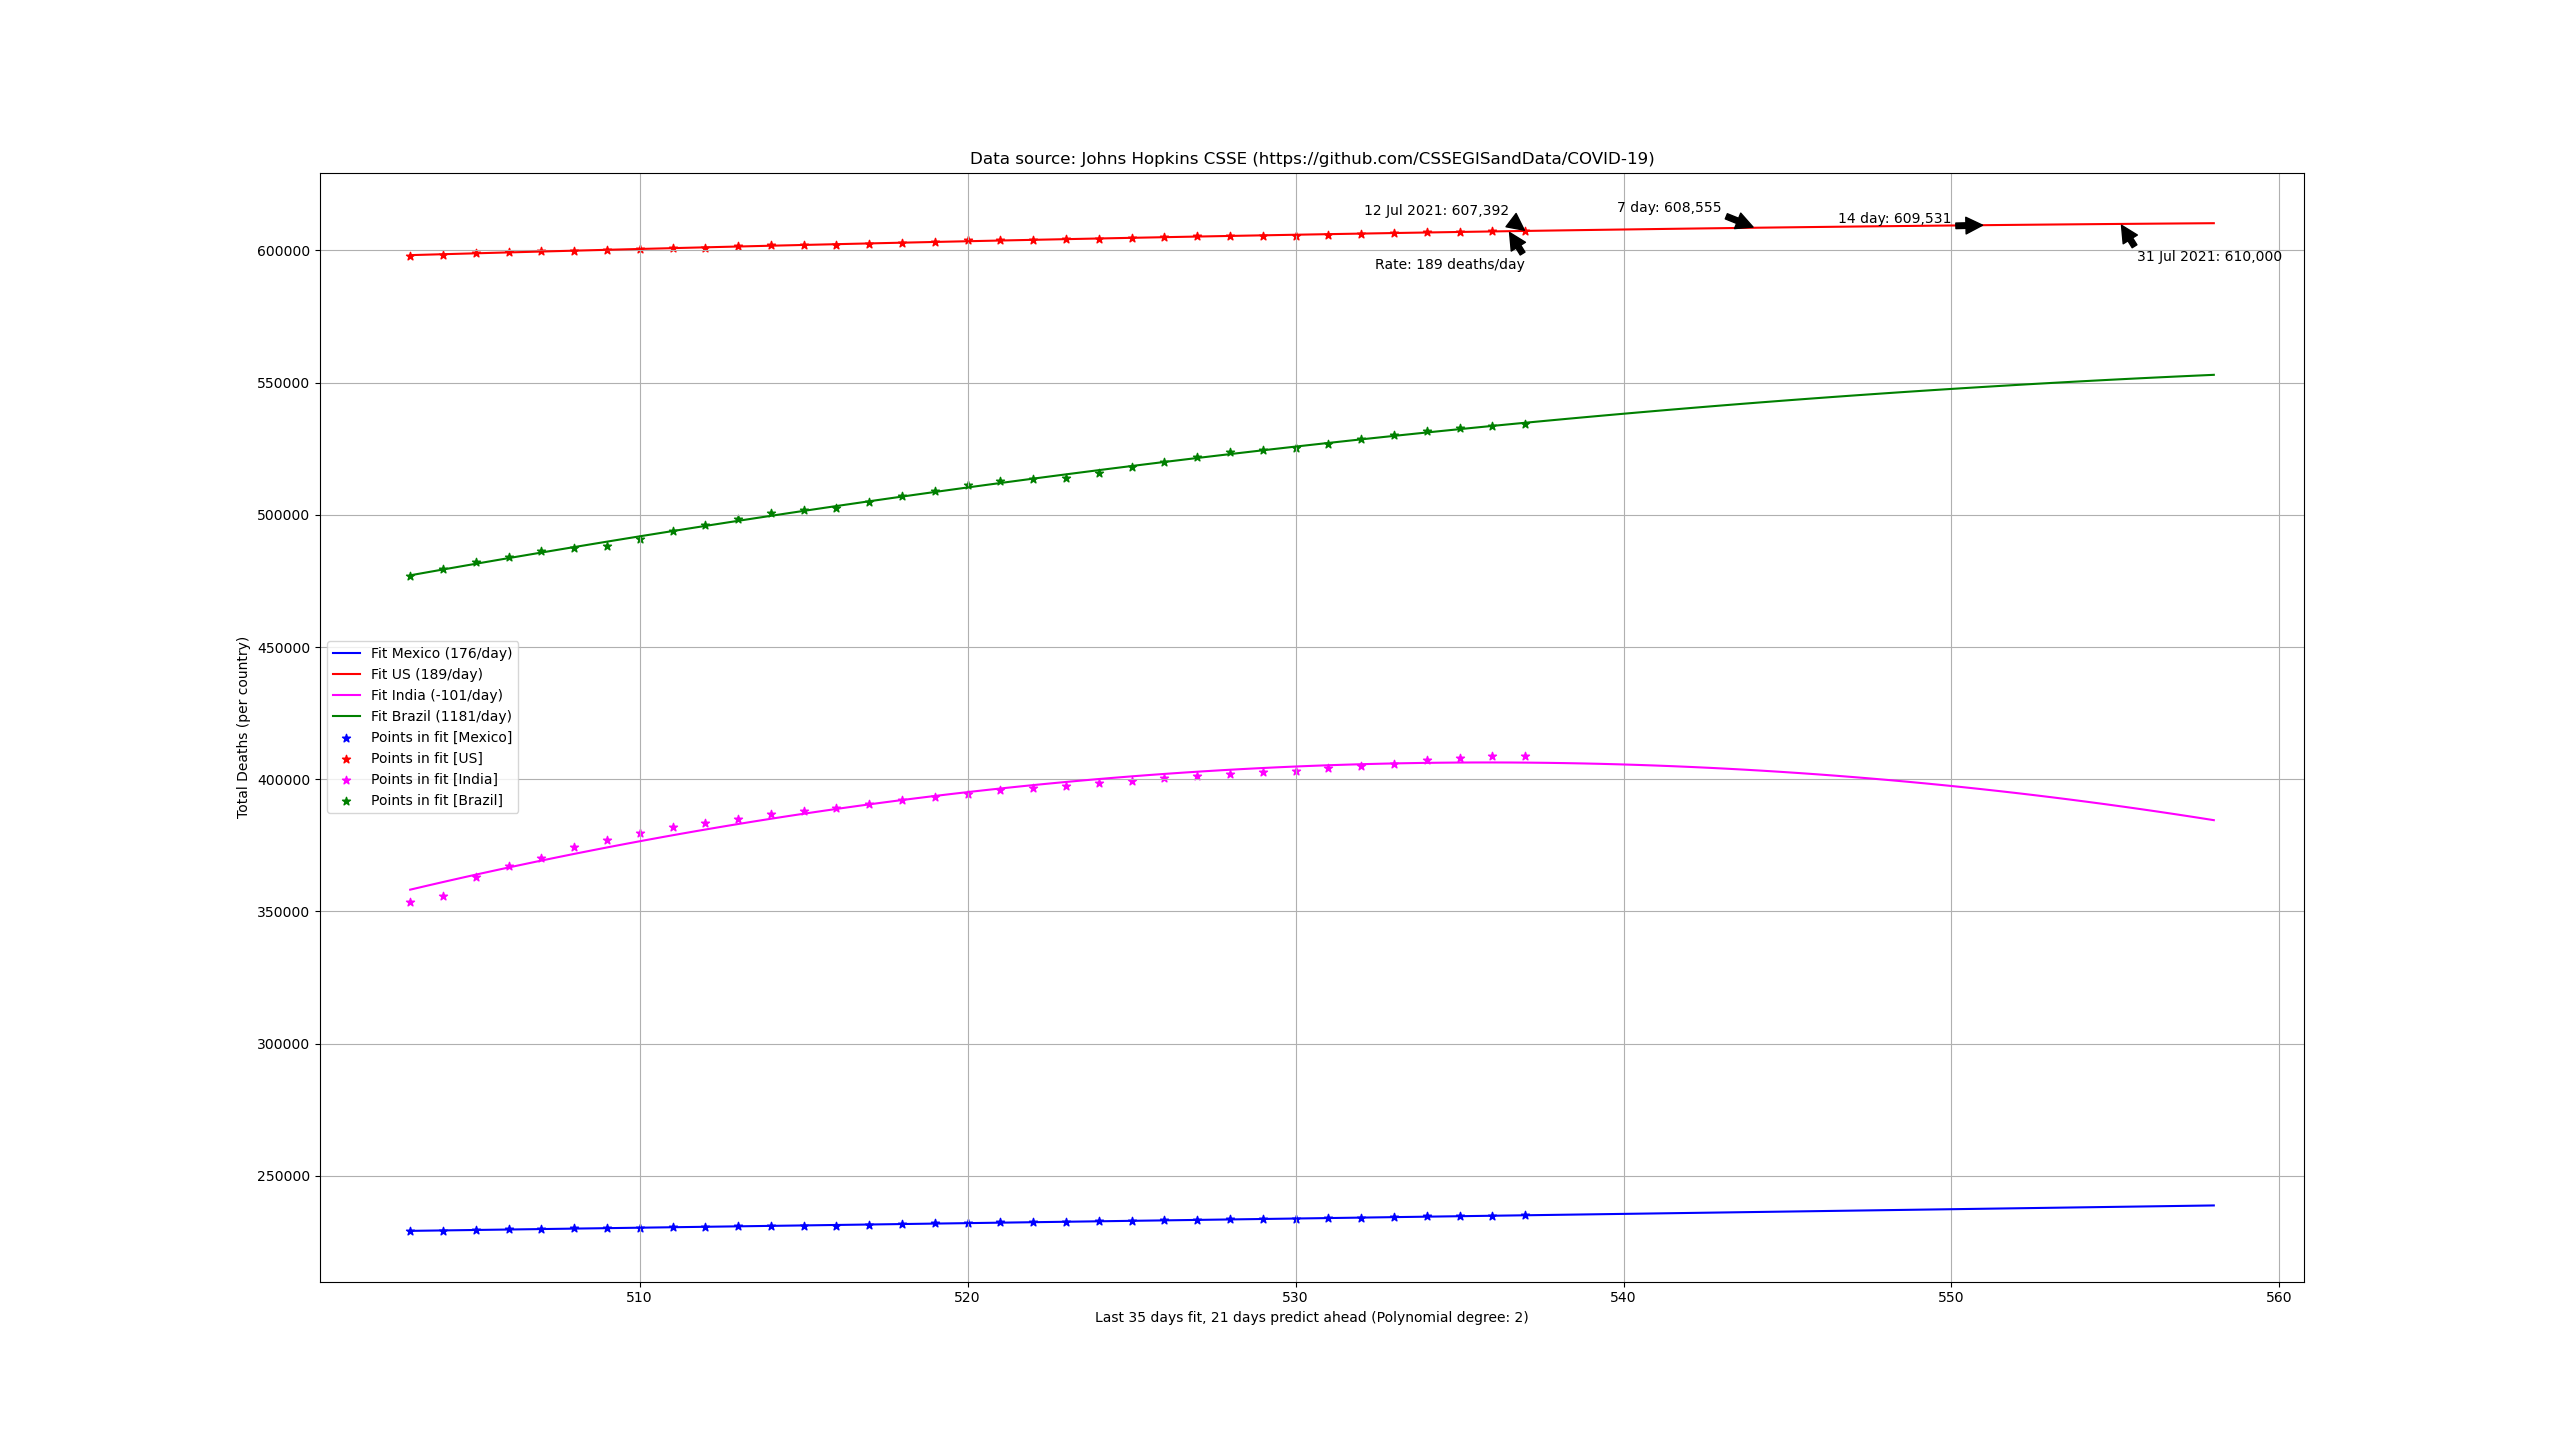 Data source: Johns Hopkins CSSE (https://github.com/CSSEGISandData/COVID-19)
12 Jul 2021: 607,392
7 day: 608,555
14 day: 609,531
31 Jul 2021: 610,000
Rate: 189 deaths/day
600000
550000
500000
450000
400000
350000
300000
250000
Total Deaths (per country)
Fit Mexico (176/day)
Fit US (189/day)
Fit India (-101/day)
Fit Brazil (1181/day)
Points in fit [Mexico]
Points in fit [US]
Points in fit [India]
Points in fit [Brazil]
510 520 530 540 550 560
Last 35 days fit, 21 days predict ahead (Polynomial degree: 2)